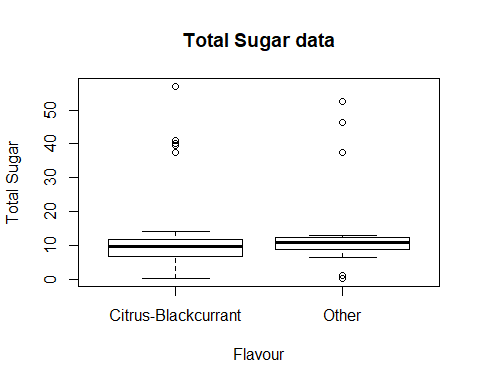 Total Sugar data
Total Sugar
50
40
30
20
10
0
Citrus-Blackcurrant
Other
Flavour